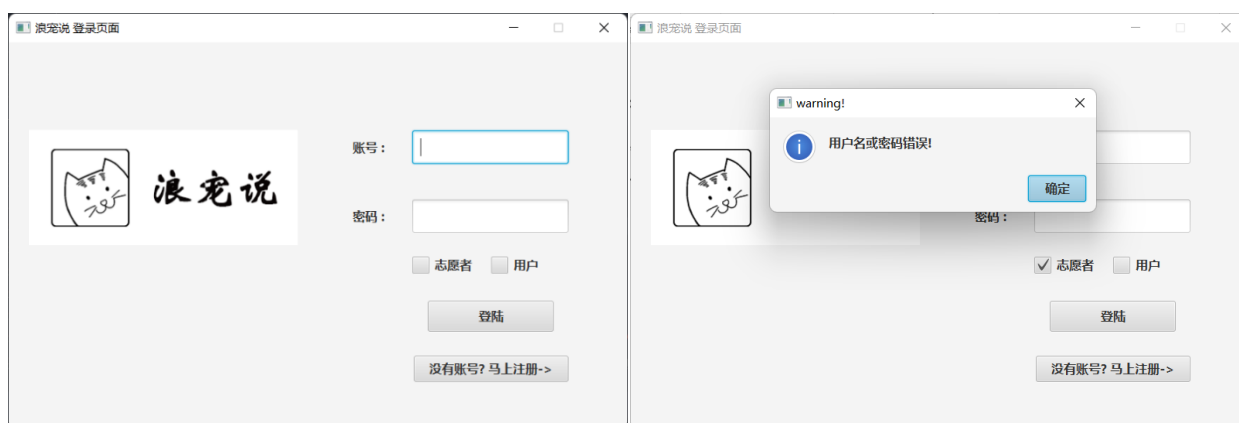 浪宠说 登录页面
账号：
浪宠说
密码：
志愿者 用户
登陆
没有账号? 马上注册->
浪宠说 登录页面
warning!
用户名或密码错误!
确定
密码：
志愿者 用户
登陆
没有账号? 马上注册->